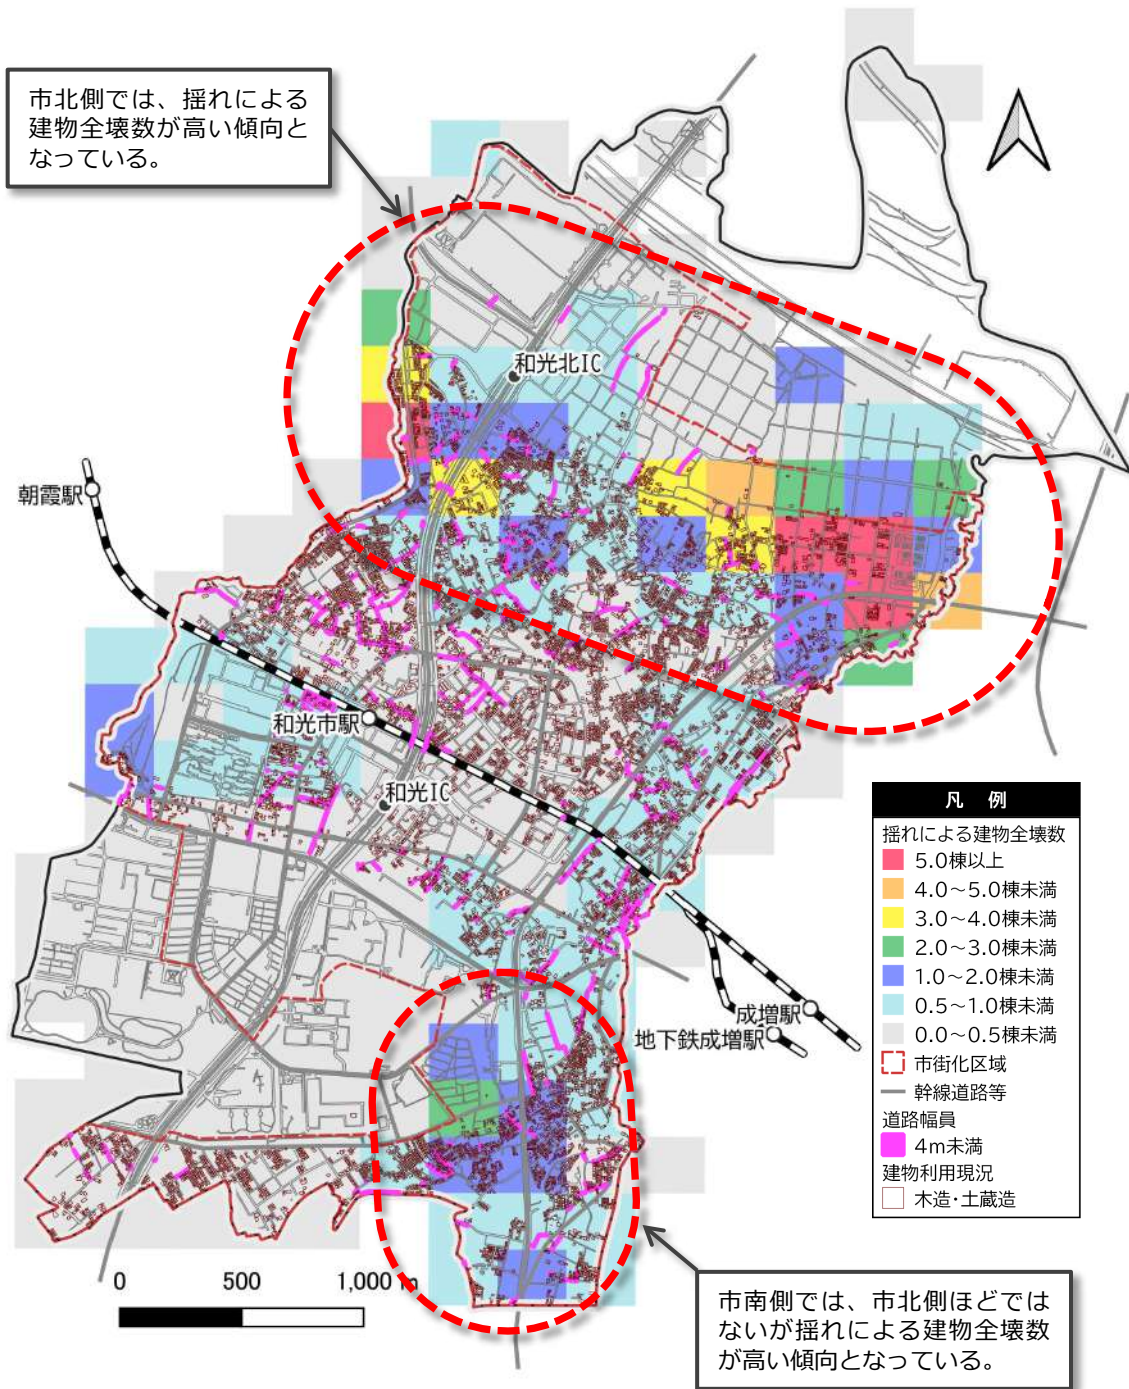 市北側では、揺れによる
建物全壊数が高い傾向と
なっている。
和光北IC
朝霞駅
和光市駅
和光IC
成増駅
地下鉄成増駅
凡 例
揺れによる建物全壊数
5.0棟以上
4.0～5.0棟未満
3.0～4.0棟未満
2.0～3.0棟未満
1.0～2.0棟未満
0.5～1.0棟未満
0.0～0.5棟未満
市街化区域
幹線道路等
道路幅員
4m未満
建物利用現況
木造・土蔵造
0 500 1,000 m
市南側では、市北側ほどでは
ないが揺れによる建物全壊数
が高い傾向となっている。